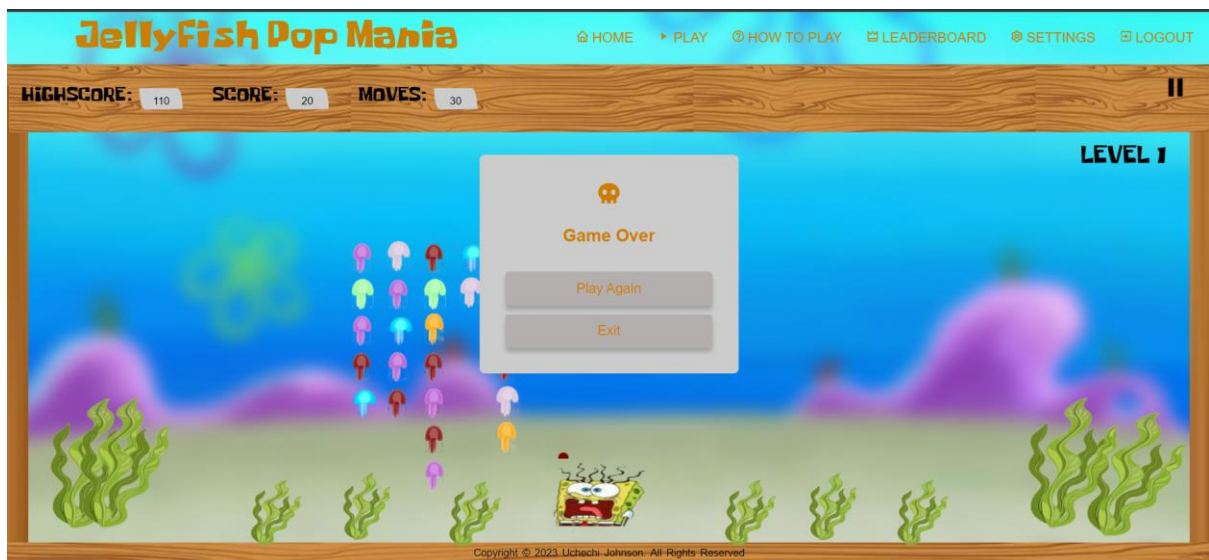 JellyFish Pop Mania
HOME PLAY HOW TO PLAY LEADERBOARD SETTINGS LOGOUT
HIGHSCORE: 110 SCORE: 20 MOVES: 30
LEVEL 1
Game Over
Play Again
Exit
Copyright © 2023 Uchechi Johnson. All Rights Reserved